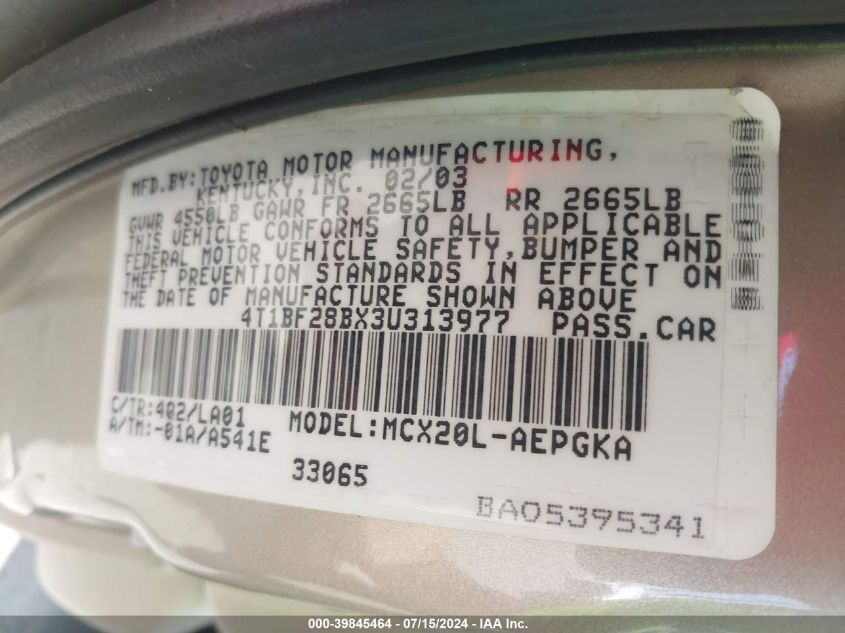 MFD.BY:TOYOTA MOTOR MANUFACTURING,
KENTUCKY,INC. 02/03
GVWR 4550LB GAWR FR 2665LB RR 2665LB
THIS VEHICLE CONFORMS TO ALL APPLICABLE
FEDERAL MOTOR VEHICLE SAFETY,BUMPER AND
THEFT PREVENTION STANDARDS IN EFFECT ON
THE DATE OF MANUFACTURE SHOWN ABOVE
4T1BF28BX3U313977 PASS.CAR
C/TR:4Q2/LA01 MODEL:MCX20L-AEPGKA
A/TM:-01A/A541E
33065
BA05395341
000-39845464 - 07/15/2024 - IAA Inc.